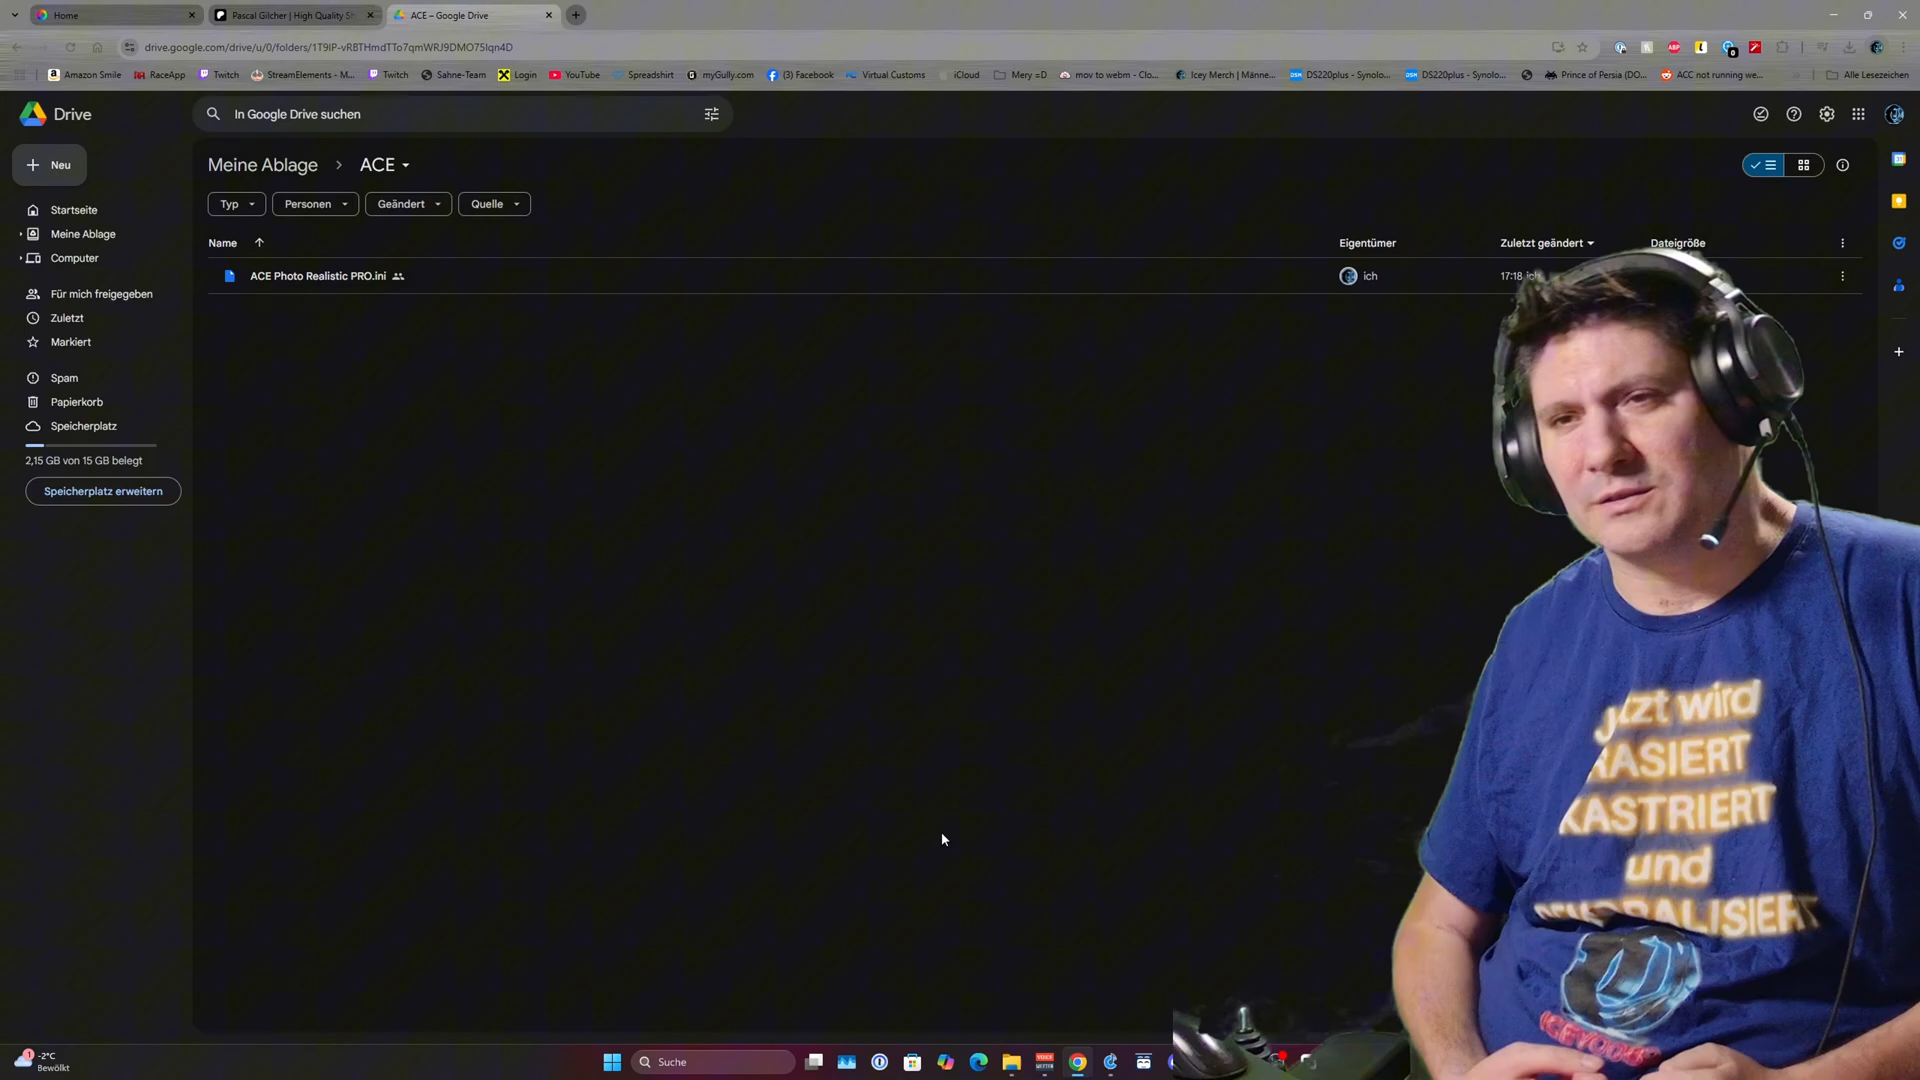 Home
Pascal Gilcher | High Quality Sh
ACE – Google Drive
drive.google.com/drive/u/0/folders/1T9IP-vRBTHmdTTo7qmWRJ9DMO75Iqn4D
Amazon Smile
RaceApp
Twitch
StreamElements - M...
Twitch
Sahne-Team
Login
YouTube
Spreadshirt
myGully.com
(3) Facebook
Virtual Customs
iCloud
Mery =D
mov to webm - Clo...
Icey Merch | Männe...
DS220plus - Synolo...
DS220plus - Synolo...
Prince of Persia (DO...
ACC not running we...
Alle Lesezeichen
Drive
In Google Drive suchen
Neu
Meine Ablage
ACE
Typ
Personen
Geändert
Quelle
Startseite
Meine Ablage
Computer
Für mich freigegeben
Zuletzt
Markiert
Spam
Papierkorb
Speicherplatz
2,15 GB von 15 GB belegt
Speicherplatz erweitern
Name
Eigentümer
Zuletzt geändert
Dateigröße
ACE Photo Realistic PRO.ini
ich
17:18 ich
wird
und
-2°C
Bewölkt
Suche